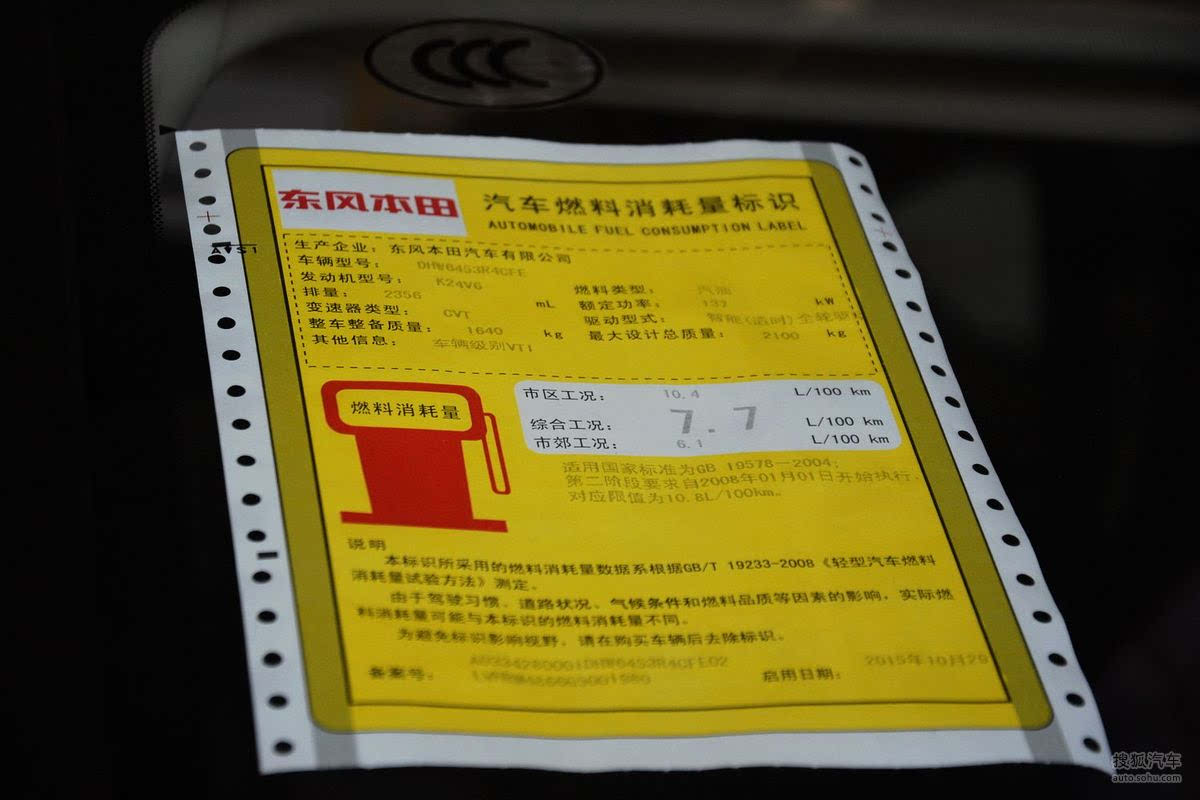 CCC
东风本田
汽车燃料消耗量标识
AUTOMOBILE FUEL CONSUMPTION LABEL
生产企业: 东风本田汽车有限公司
车辆型号: DHW6453R4CFE
发动机型号: K24V6
燃料类型: 汽油
排量: 2356 mL
额定功率: 137 kW
变速器类型: CVT
驱动型式: 智能(适时)全轮驱
整车整备质量: 1640 kg
最大设计总质量: 2100 kg
其他信息: 车辆级别VTi
燃料消耗量
市区工况: 10.4 L/100 km
综合工况: 7.7 L/100 km
市郊工况: 6.1 L/100 km
适用国家标准为GB 19578—2004;
第二阶段要求自2008年01月01日开始执行,
对应限值为10.8L/100km。
说明
本标识所采用的燃料消耗量数据系根据GB/T 19233-2008《轻型汽车燃料
消耗量试验方法》测定。
由于驾驶习惯、道路状况、气候条件和燃料品质等因素的影响,实际燃
料消耗量可能与本标识的燃料消耗量不同。
为避免标识影响视野,请在购买车辆后去除标识。
备案号:
启用日期: 2015年10月29
搜狐汽车
auto.sohu.com